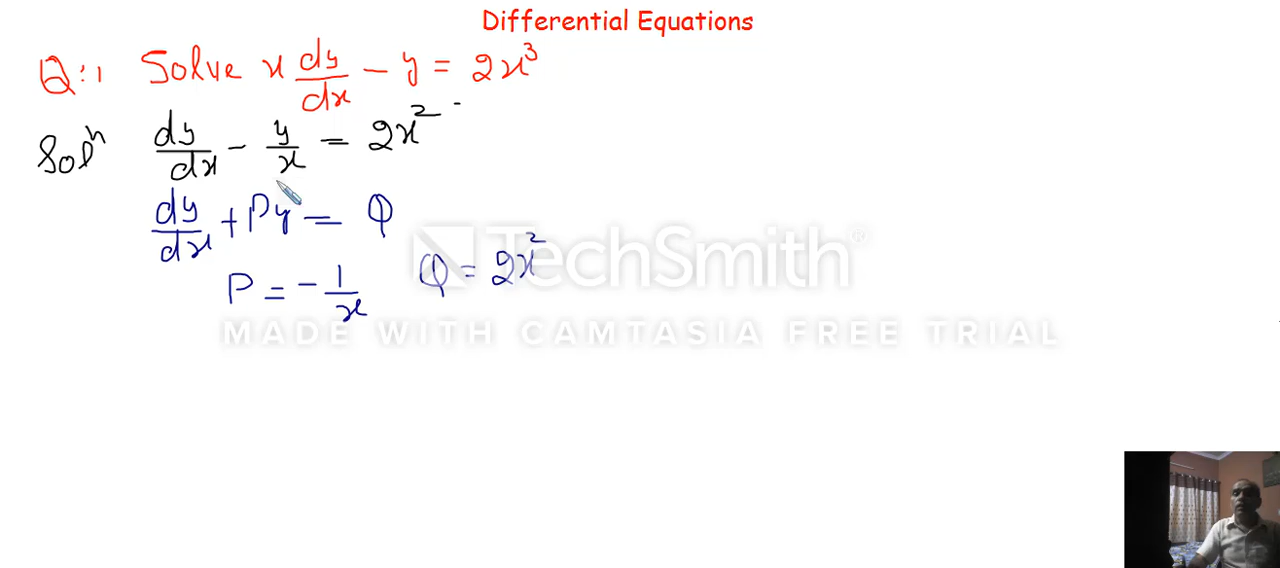 Differential Equations
Q:1 Solve x dy/dx - y = 2x³
Solⁿ dy/dx - y/x = 2x²
dy/dx + Py = Q
P = - 1/x Q = 2x²
TechSmith®
MADE WITH CAMTASIA FREE TRIAL